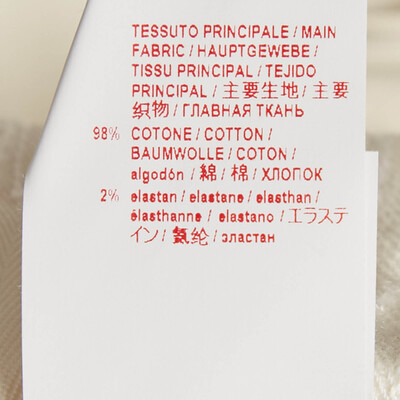 TESSUTO PRINCIPALE / MAIN
FABRIC / HAUPTGEWEBE /
TISSU PRINCIPAL / TEJIDO
PRINCIPAL / 主要生地 / 主要
织物 / ГЛАВНАЯ ТКАНЬ
98% COTONE / COTTON /
BAUMWOLLE / COTON /
algodón / 綿 / 棉 / ХЛОПОК
2% elastan / elastane / elasthan /
élasthanne / elastano / エラステ
イン / 氨纶 / эластан